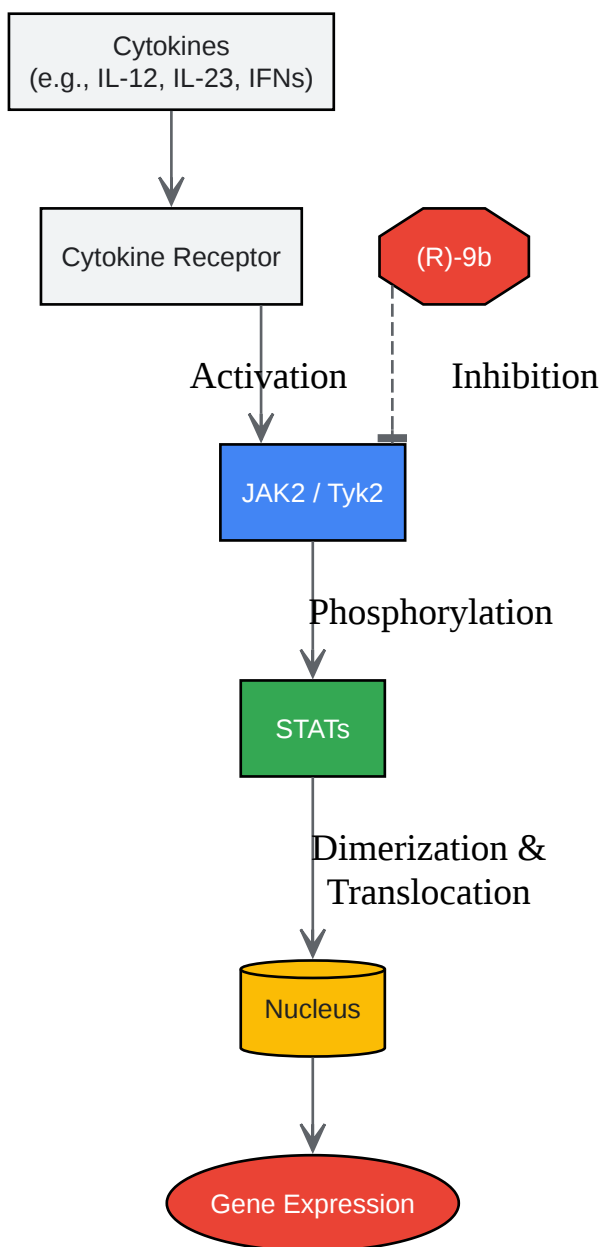 Cytokines
(e.g., IL-12, IL-23, IFNs)
Cytokine Receptor
(R)-9b
Activation
Inhibition
JAK2 / Tyk2
Phosphorylation
STATs
Dimerization &
Translocation
Nucleus
Gene Expression